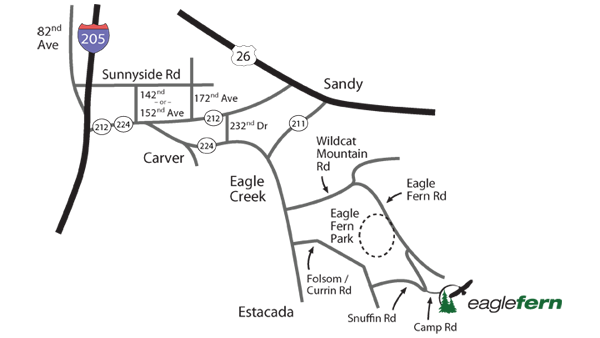 82nd
Ave
205
26
Sunnyside Rd
Sandy
142nd
- or -
152nd Ave
172nd Ave
212
224
212
232nd Dr
211
Carver
224
Wildcat
Mountain
Rd
Eagle
Creek
Eagle
Fern Rd
Eagle
Fern
Park
Folsom /
Currin Rd
Estacada
Snuffin Rd
Camp Rd
eaglefern